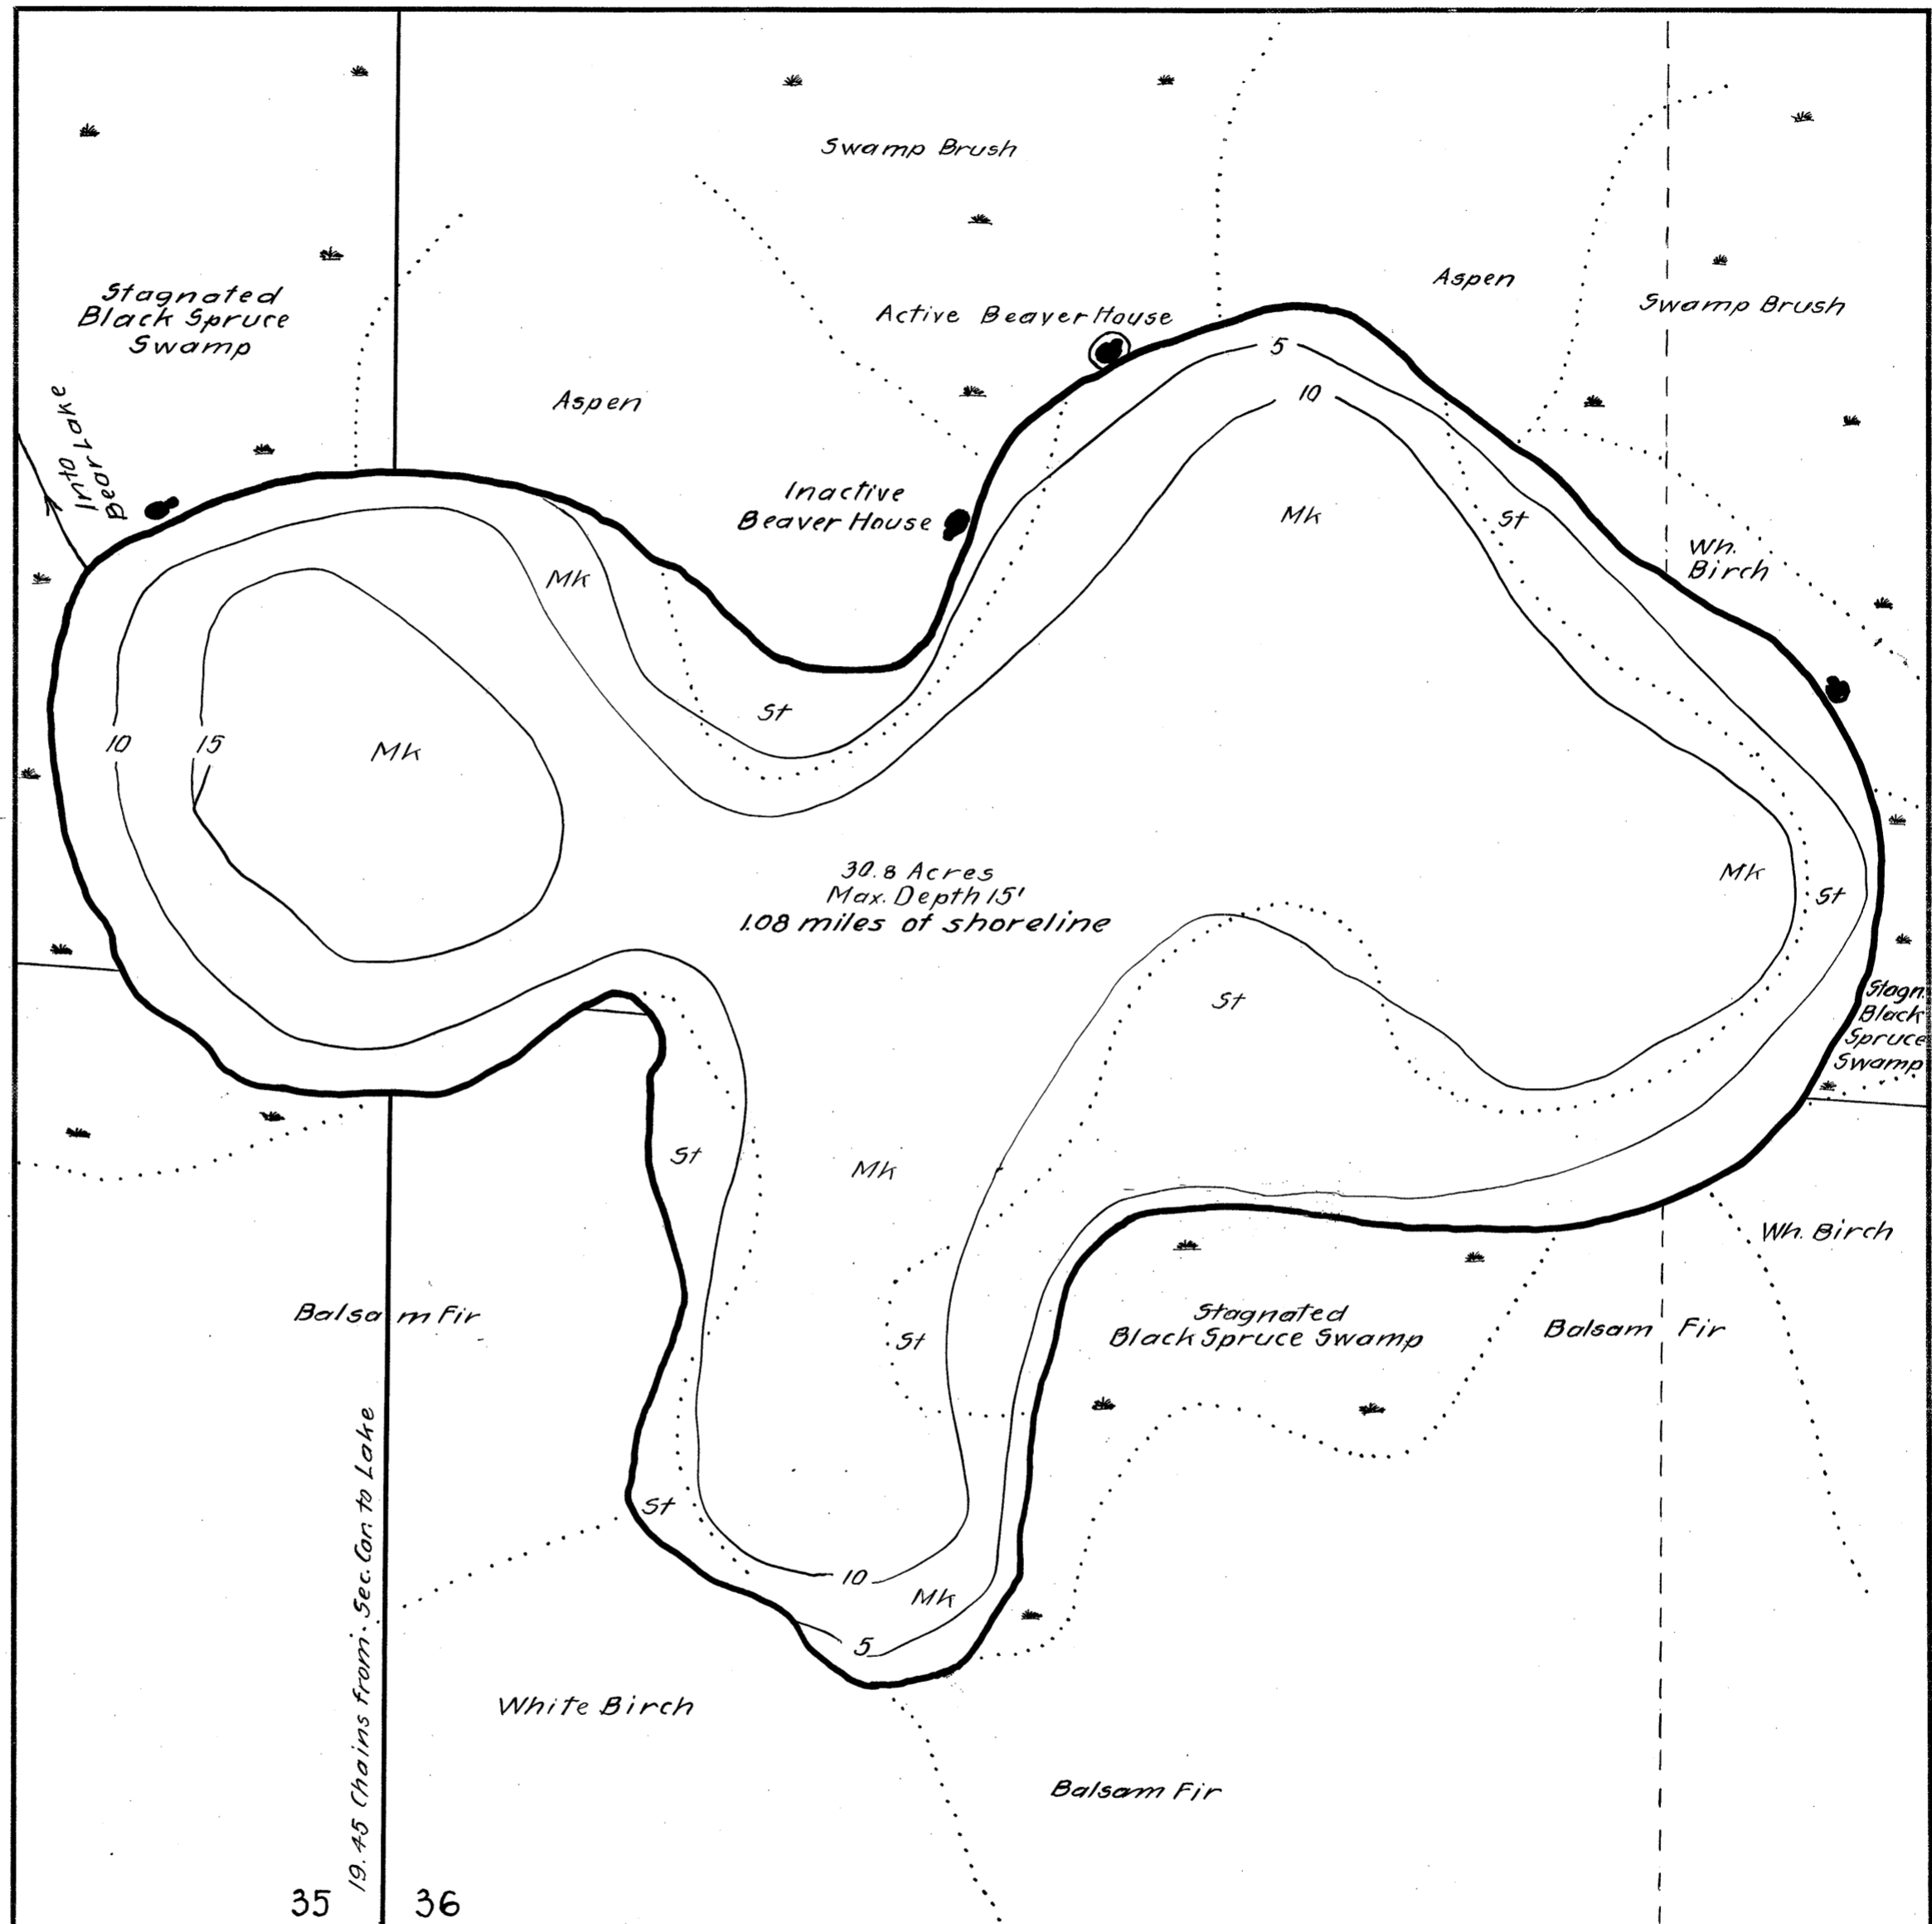 Swamp Brush
Aspen
Swamp Brush
Stagnated
Black Spruce
Swamp
Active Beaver House
5
10
Aspen
Into
Bear Lake
Inactive
Beaver House
Mk
St
Wh.
Birch
Mk
St
10
15
Mk
30.8 Acres
Max. Depth 15'
1.08 miles of shoreline
Mk
St
St
Stagn.
Black
Spruce
Swamp
St
Mk
Wh. Birch
Balsam Fir
St
Stagnated
Black Spruce Swamp
Balsam Fir
St
10
Mk
5
White Birch
Balsam Fir
19.45 Chains from Sec. Cor. to Lake
35
36